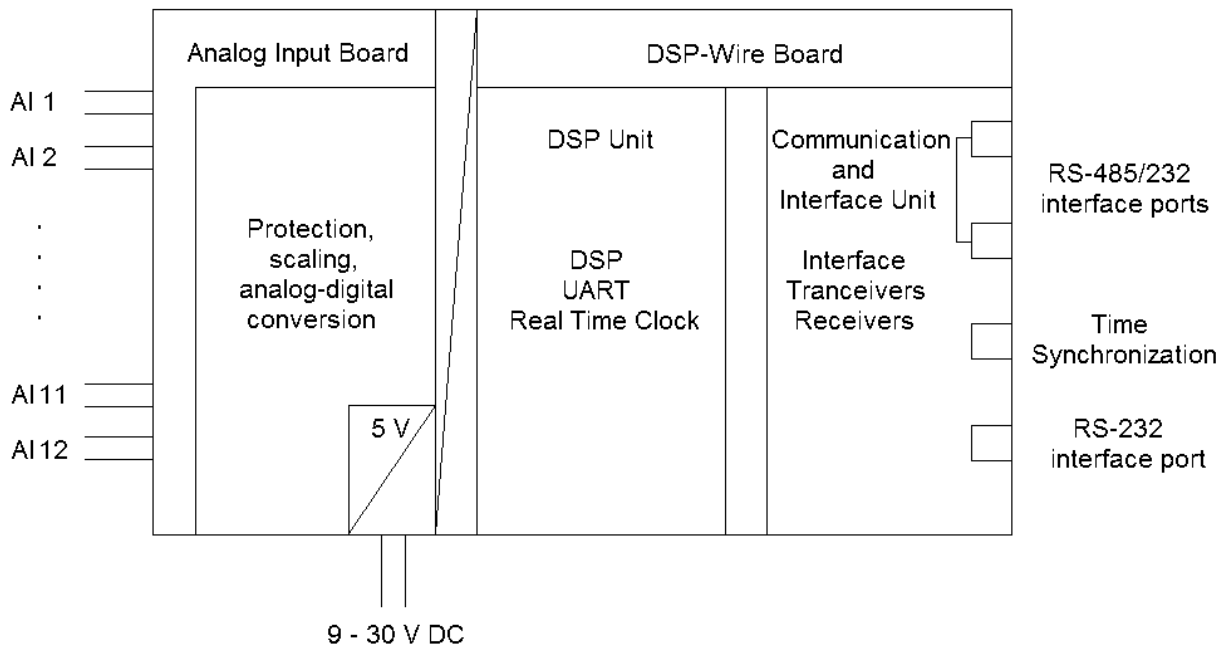 Analog Input Board
DSP-Wire Board
AI 1
AI 2
.
.
.
.
AI 11
AI 12
Protection,
scaling,
analog-digital
conversion
5 V
9 - 30 V DC
DSP Unit
DSP
UART
Real Time Clock
Communication
and
Interface Unit
Interface
Tranceivers
Receivers
RS-485/232
interface ports
Time
Synchronization
RS-232
interface port